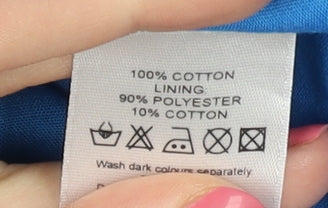 100% COTTON
LINING
90% POLYESTER
10% COTTON
Wash dark colours separately